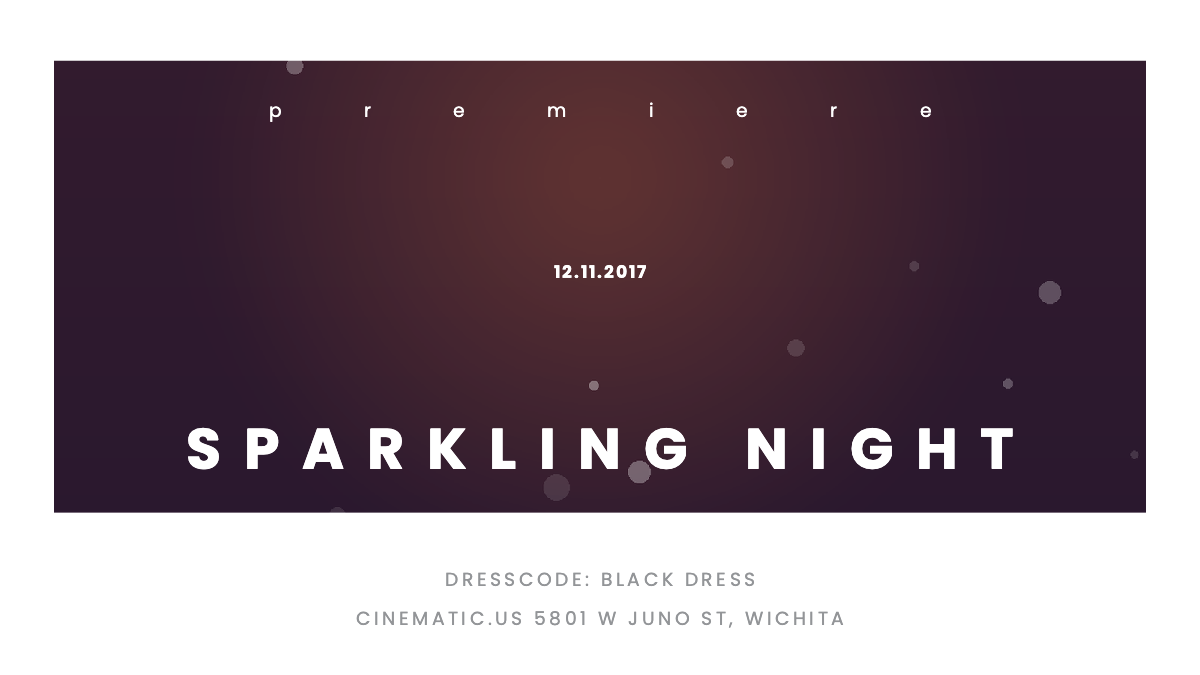 premiere
12.11.2017
SPARKLING NIGHT
DRESSCODE: BLACK DRESS
CINEMATIC.US 5801 W JUNO ST, WICHITA